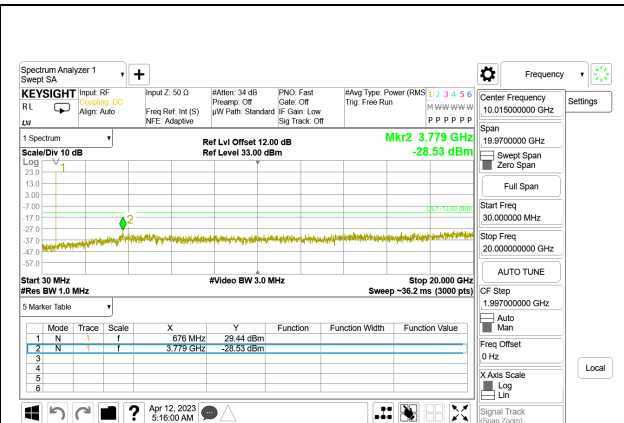 Spectrum Analyzer 1
Swept SA
+
Frequency
KEYSIGHT
RL
Input: RF
Coupling: DC
Align: Auto
Input Z: 50 Ω
Freq Ref: Int (S)
NFE: Adaptive
#Atten: 34 dB
Preamp: Off
µW Path: Standard
PNO: Fast
Gate: Off
IF Gain: Low
Sig Track: Off
#Avg Type: Power (RMS
Trig: Free Run
1 2 3 4 5 6
M W W W W W
P P P P P P
Center Frequency
10.015000000 GHz
Settings
1 Spectrum
Ref Lvl Offset 12.00 dB
Mkr2 3.779 GHz
Scale/Div 10 dB
Ref Level 33.00 dBm
-28.53 dBm
Log
23.0
13.0
3.00
-7.00
-17.0
-27.0
-37.0
-47.0
-57.0
1
2
DL1 -13.00 dBm
Start 30 MHz
#Video BW 3.0 MHz
Stop 20.000 GHz
#Res BW 1.0 MHz
Sweep ~36.2 ms (3000 pts)
Span
19.9700000 GHz
Swept Span
Zero Span
Full Span
Start Freq
30.000000 MHz
Stop Freq
20.000000000 GHz
AUTO TUNE
CF Step
1.997000000 GHz
Auto
Man
Freq Offset
0 Hz
X Axis Scale
Log
Lin
Signal Track
(Span Zoom)
Local
5 Marker Table
Mode Trace Scale X Y Function Function Width Function Value
1 N 1 f 676 MHz 29.44 dBm
2 N 1 f 3.779 GHz -28.53 dBm
3
4
5
6
?
Apr 12, 2023
5:16:00 AM